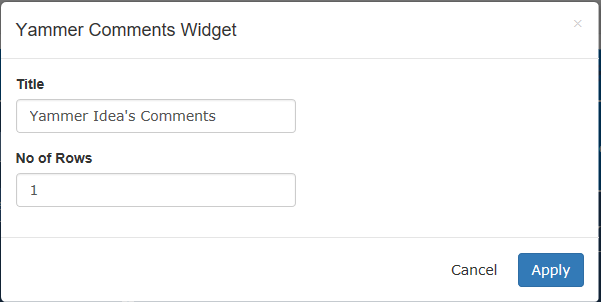 Yammer Comments Widget ×
Title
Yammer Idea's Comments
No of Rows
1
Cancel Apply